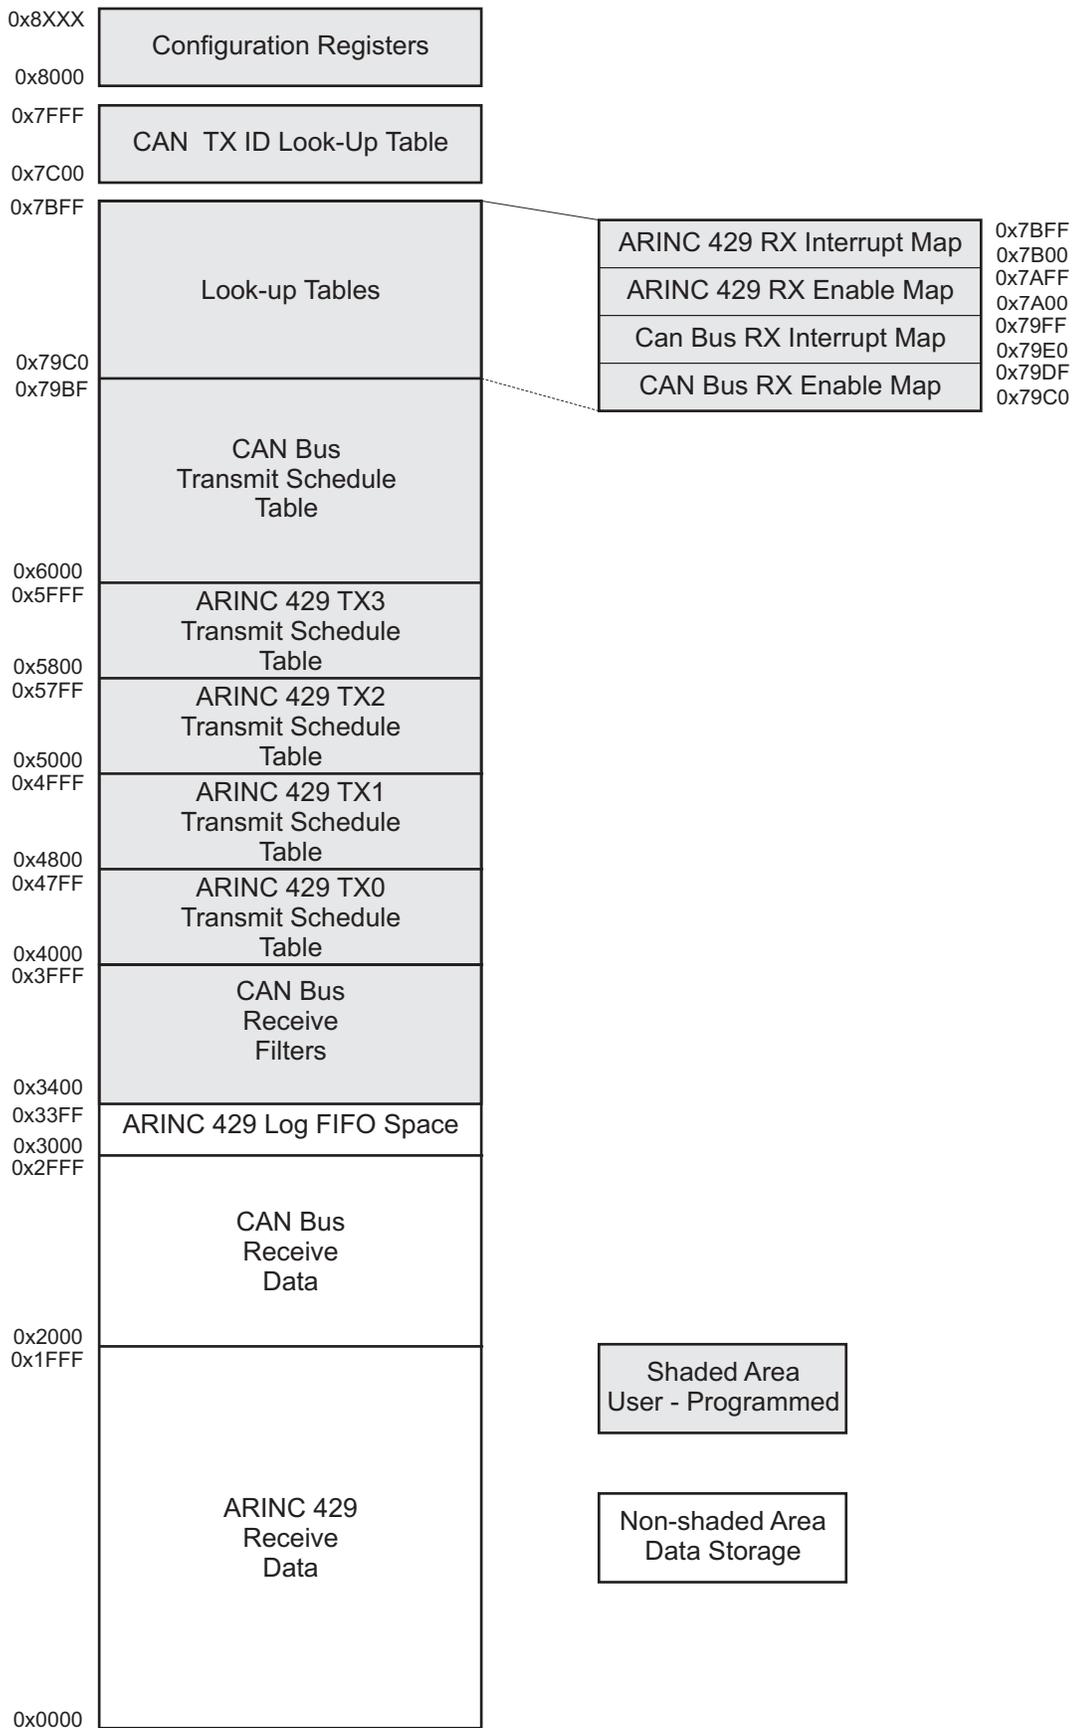 0x8XXX
Configuration Registers
0x8000
0x7FFF
CAN TX ID Look-Up Table
0x7C00
0x7BFF
Look-up Tables
0x79C0
ARINC 429 RX Interrupt Map
0x7BFF
0x7B00
ARINC 429 RX Enable Map
0x7AFF
0x7A00
Can Bus RX Interrupt Map
0x79FF
0x79E0
CAN Bus RX Enable Map
0x79DF
0x79C0
0x79BF
CAN Bus
Transmit Schedule
Table
0x6000
0x5FFF
ARINC 429 TX3
Transmit Schedule
Table
0x5800
0x57FF
ARINC 429 TX2
Transmit Schedule
Table
0x5000
0x4FFF
ARINC 429 TX1
Transmit Schedule
Table
0x4800
0x47FF
ARINC 429 TX0
Transmit Schedule
Table
0x4000
0x3FFF
CAN Bus
Receive
Filters
0x3400
0x33FF
ARINC 429 Log FIFO Space
0x3000
0x2FFF
CAN Bus
Receive
Data
0x2000
0x1FFF
ARINC 429
Receive
Data
0x0000
Shaded Area
User - Programmed
Non-shaded Area
Data Storage